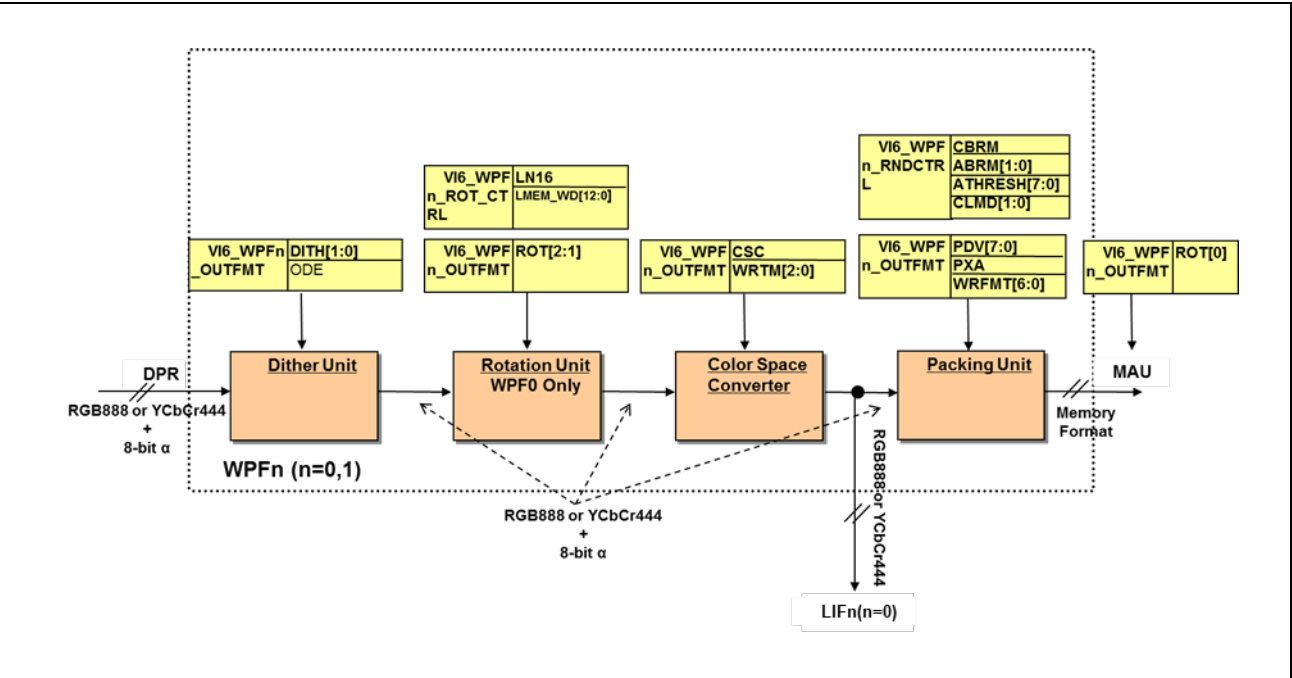 VI6_WPF
n_RNDCTR
L
CBRM
ABRM[1:0]
ATHRESH[7:0]
CLMD[1:0]
VI6_WPF
n_ROT_CT
RL
LN16
LMEM_WD[12:0]
VI6_WPFn
_OUTFMT
DITH[1:0]
ODE
VI6_WPF
n_OUTFMT
ROT[2:1]
VI6_WPF
n_OUTFMT
CSC
WRTM[2:0]
VI6_WPF
n_OUTFMT
PDV[7:0]
PXA
WRFMT[6:0]
VI6_WPF
n_OUTFMT
ROT[0]
DPR
RGB888 or YCbCr444
+
8-bit α
Dither Unit
Rotation Unit
WPF0 Only
Color Space
Converter
Packing Unit
MAU
Memory
Format
WPFn (n=0,1)
RGB888 or YCbCr444
+
8-bit α
RGB888 or YCbCr444
LIFn(n=0)